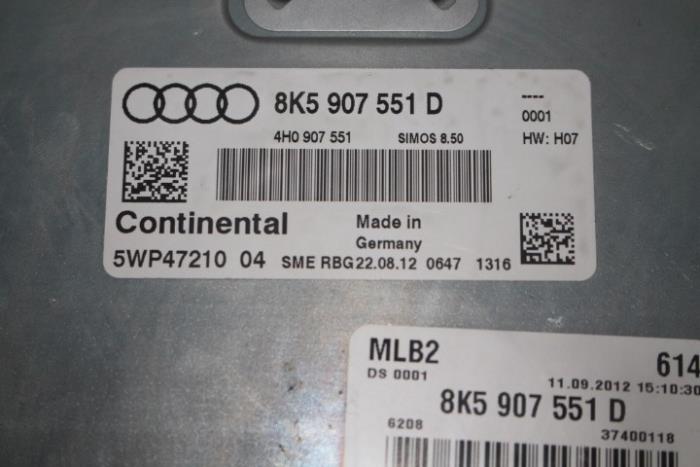 8K5 907 551 D
----
0001
4H0 907 551 SIMOS 8.50 HW: H07
Continental
Made in
Germany
5WP47210 04 SME RBG22.08.12 0647 1316
MLB2 614
DS 0001 11.09.2012 15:10:30
8K5 907 551 D
6208 37400118